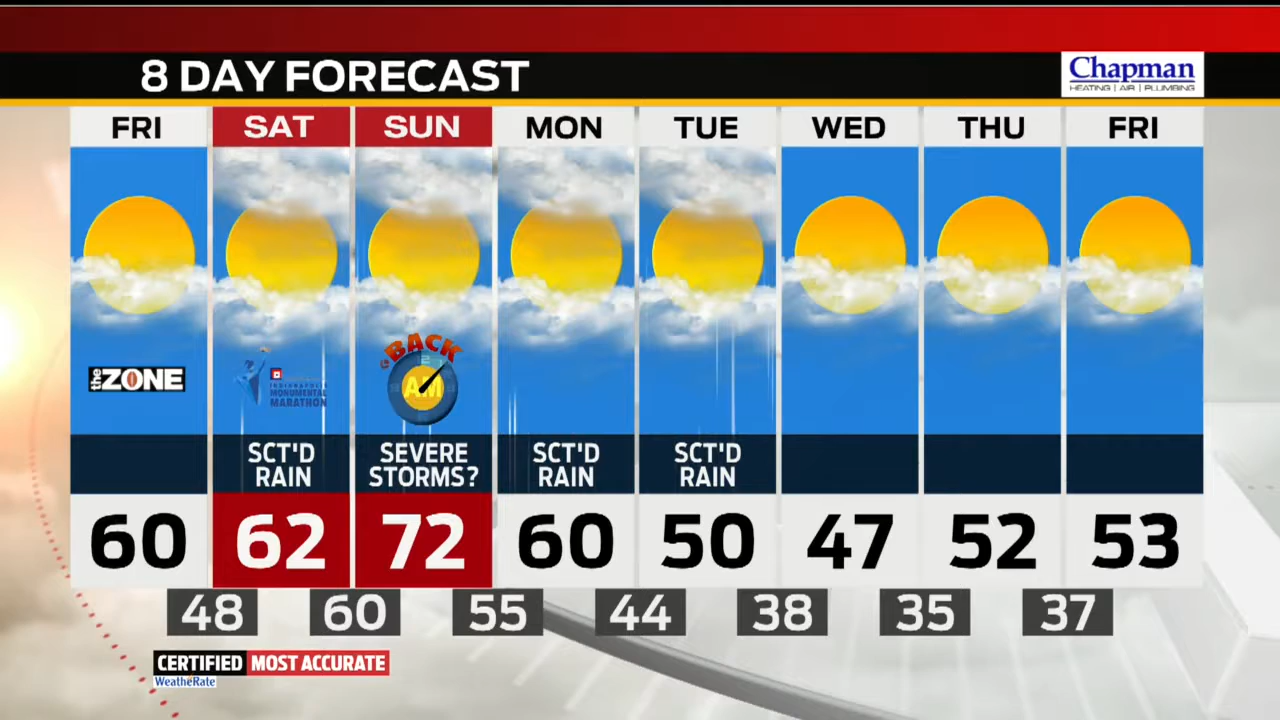 8 DAY FORECAST
Chapman
HEATING | AIR | PLUMBING
FRI SAT SUN MON TUE WED THU FRI
the ZONE
INDIANAPOLIS
MONUMENTAL
MARATHON
BACK
AM
SCT'D RAIN
SEVERE STORMS?
SCT'D RAIN
SCT'D RAIN
60 62 72 60 50 47 52 53
48 60 55 44 38 35 37
CERTIFIED MOST ACCURATE
WeatheRate